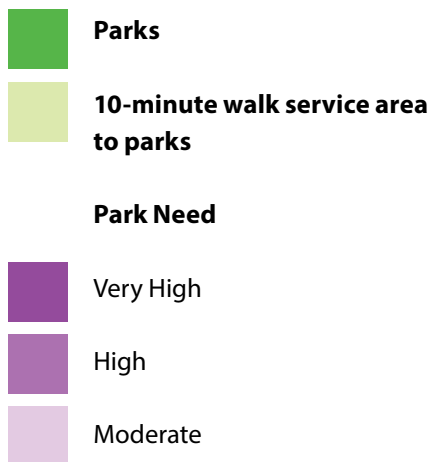 Parks
10-minute walk service area
to parks
Park Need
Very High
High
Moderate